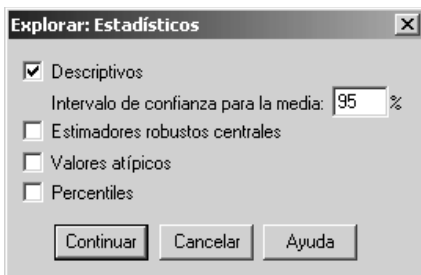 Explorar: Estadísticos
Descriptivos
Intervalo de confianza para la media: 95 %
Estimadores robustos centrales
Valores atípicos
Percentiles
Continuar Cancelar Ayuda